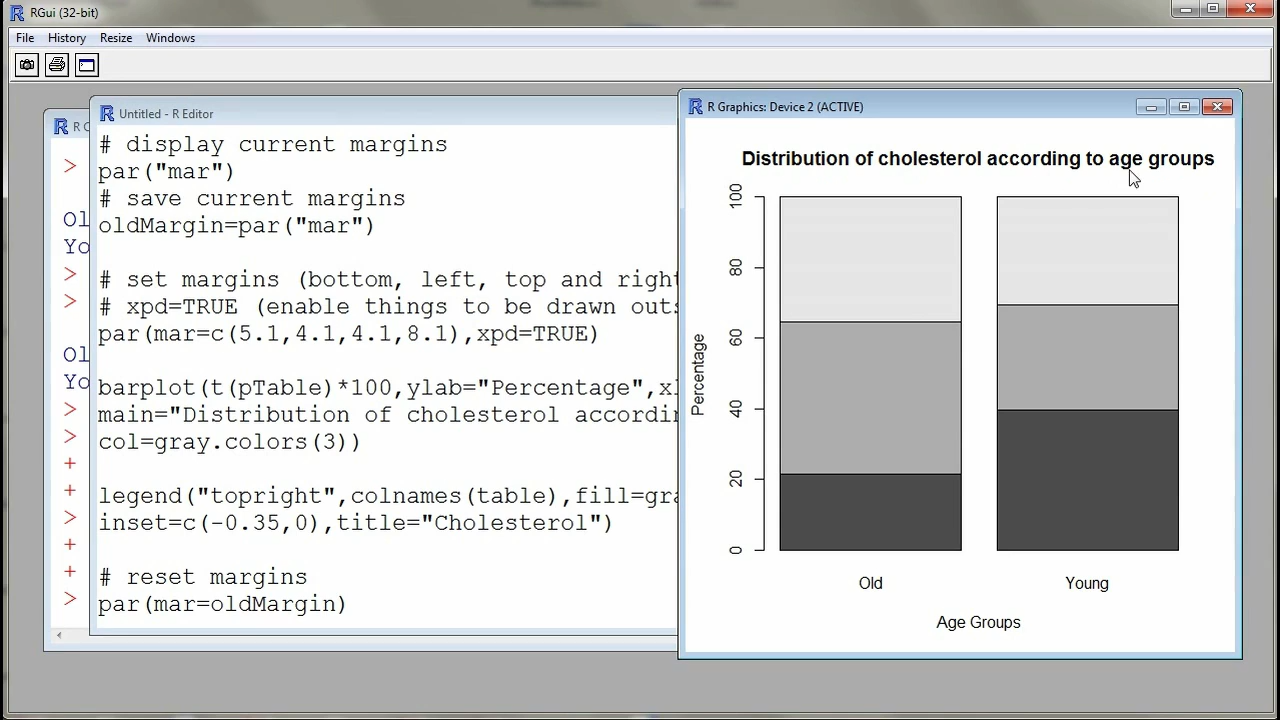 RGui (32-bit)
File History Resize Windows
R C
>
Ol
Yo
>
>
Ol
Yo
>
>
+
+
>
+
+
>
Untitled - R Editor
# display current margins
par("mar")
# save current margins
oldMargin=par("mar")
# set margins (bottom, left, top and right
# xpd=TRUE (enable things to be drawn outs
par(mar=c(5.1,4.1,4.1,8.1),xpd=TRUE)
barplot(t(pTable)*100,ylab="Percentage",xl
main="Distribution of cholesterol accordin
col=gray.colors(3))
legend("topright",colnames(table),fill=gra
inset=c(-0.35,0),title="Cholesterol")
# reset margins
par(mar=oldMargin)
R Graphics: Device 2 (ACTIVE)
Distribution of cholesterol according to age groups
100
80
60
40
20
0
Percentage
Old Young
Age Groups